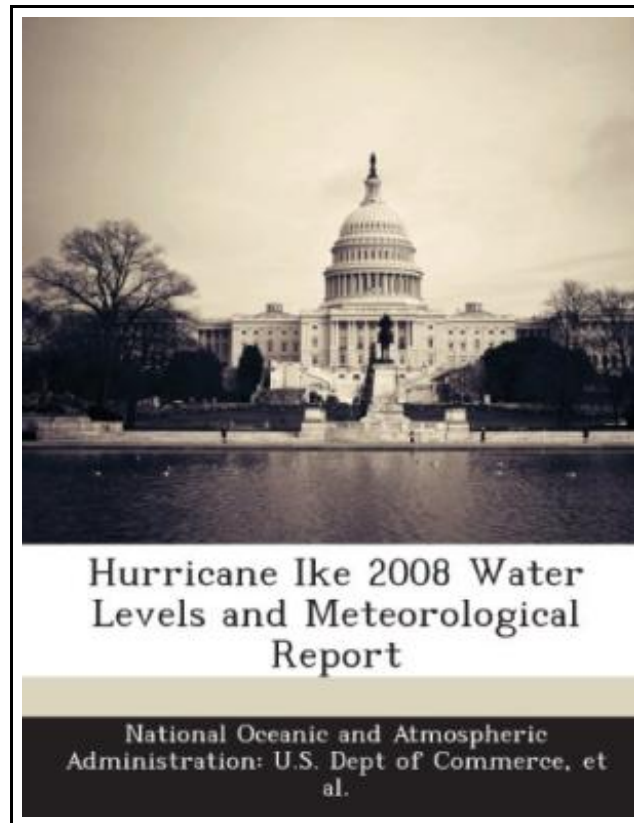 Hurricane Ike 2008 Water
Levels and Meteorological
Report
National Oceanic and Atmospheric
Administration: U.S. Dept of Commerce, et
al.